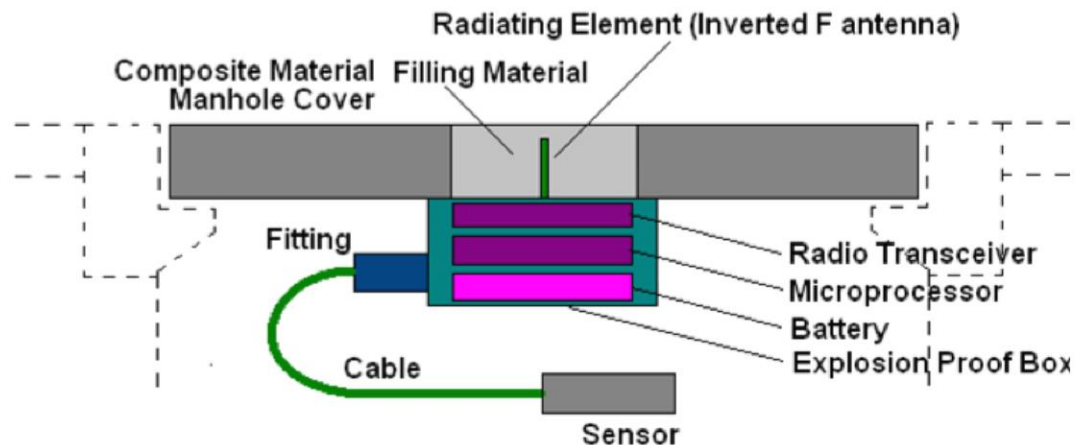 Radiating Element (Inverted F antenna)
Composite Material
Manhole Cover
Filling Material
Fitting
Radio Transceiver
Microprocessor
Battery
Explosion Proof Box
Cable
Sensor